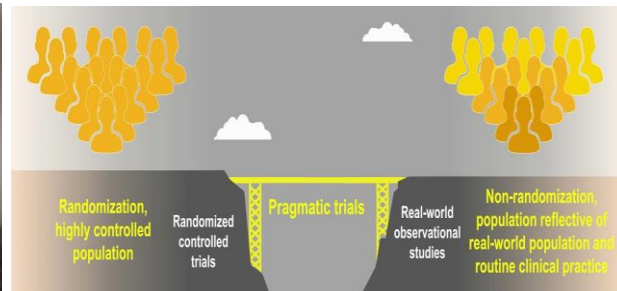 Randomization,
highly controlled
population
Randomized
controlled
trials
Pragmatic trials
Real-world
observational
studies
Non-randomization,
population reflective of
real-world population and
routine clinical practice